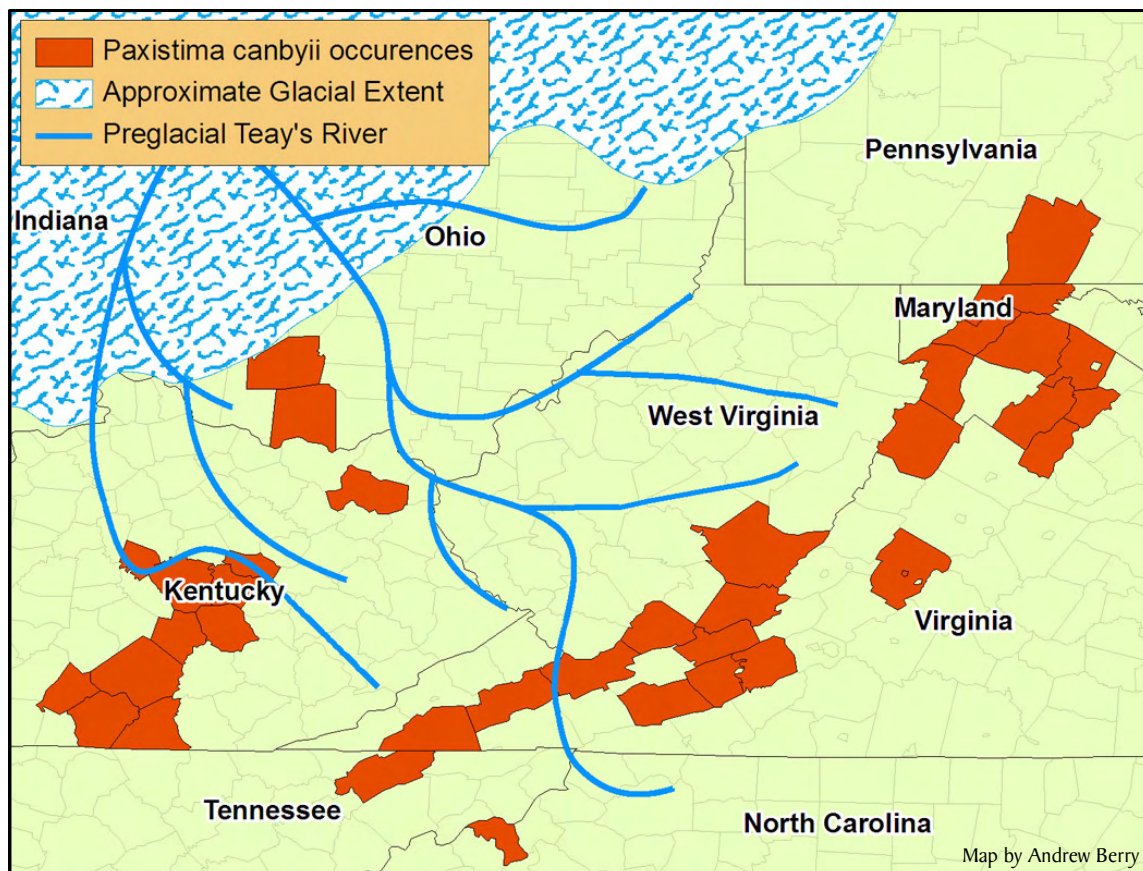 Paxistima canbyii occurences
Approximate Glacial Extent
Preglacial Teay's River
Pennsylvania
Indiana
Ohio
Maryland
West Virginia
Kentucky
Virginia
Tennessee
North Carolina
Map by Andrew Berry